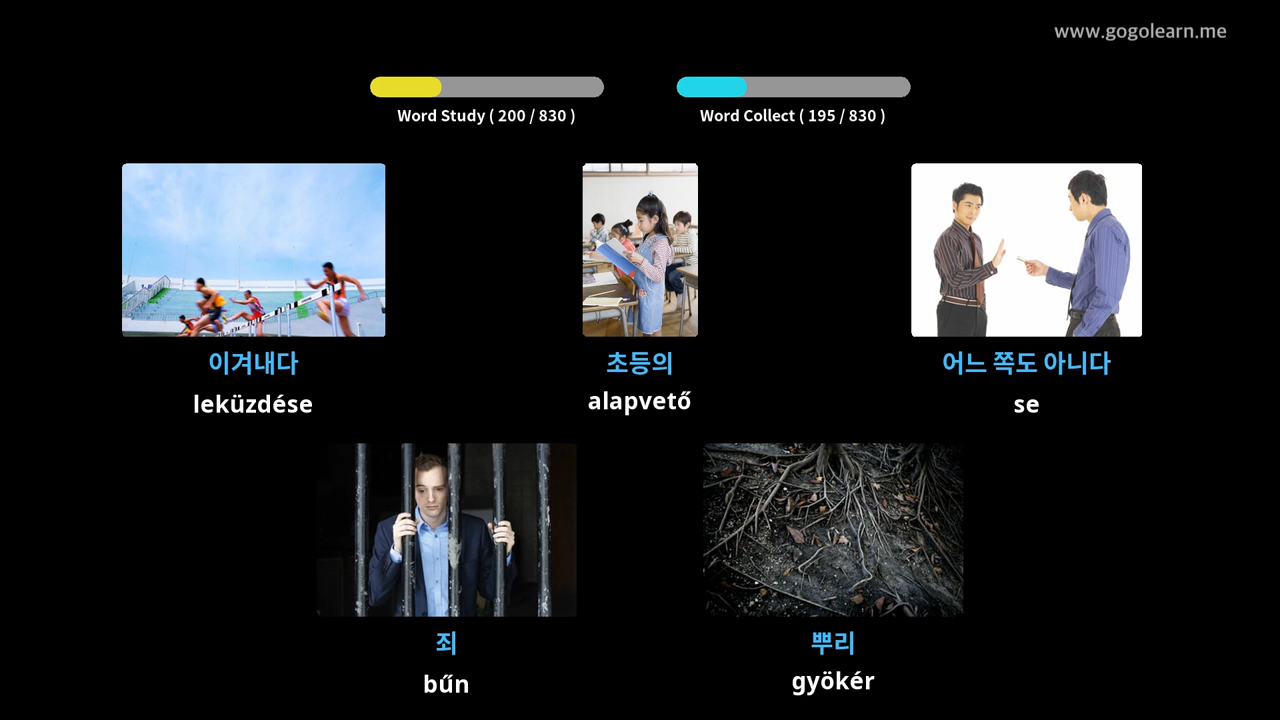 www.gogolearn.me
Word Study ( 200 / 830 )
Word Collect ( 195 / 830 )
이겨내다
leküzdése
초등의
alapvető
어느 쪽도 아니다
se
죄
bűn
뿌리
gyökér